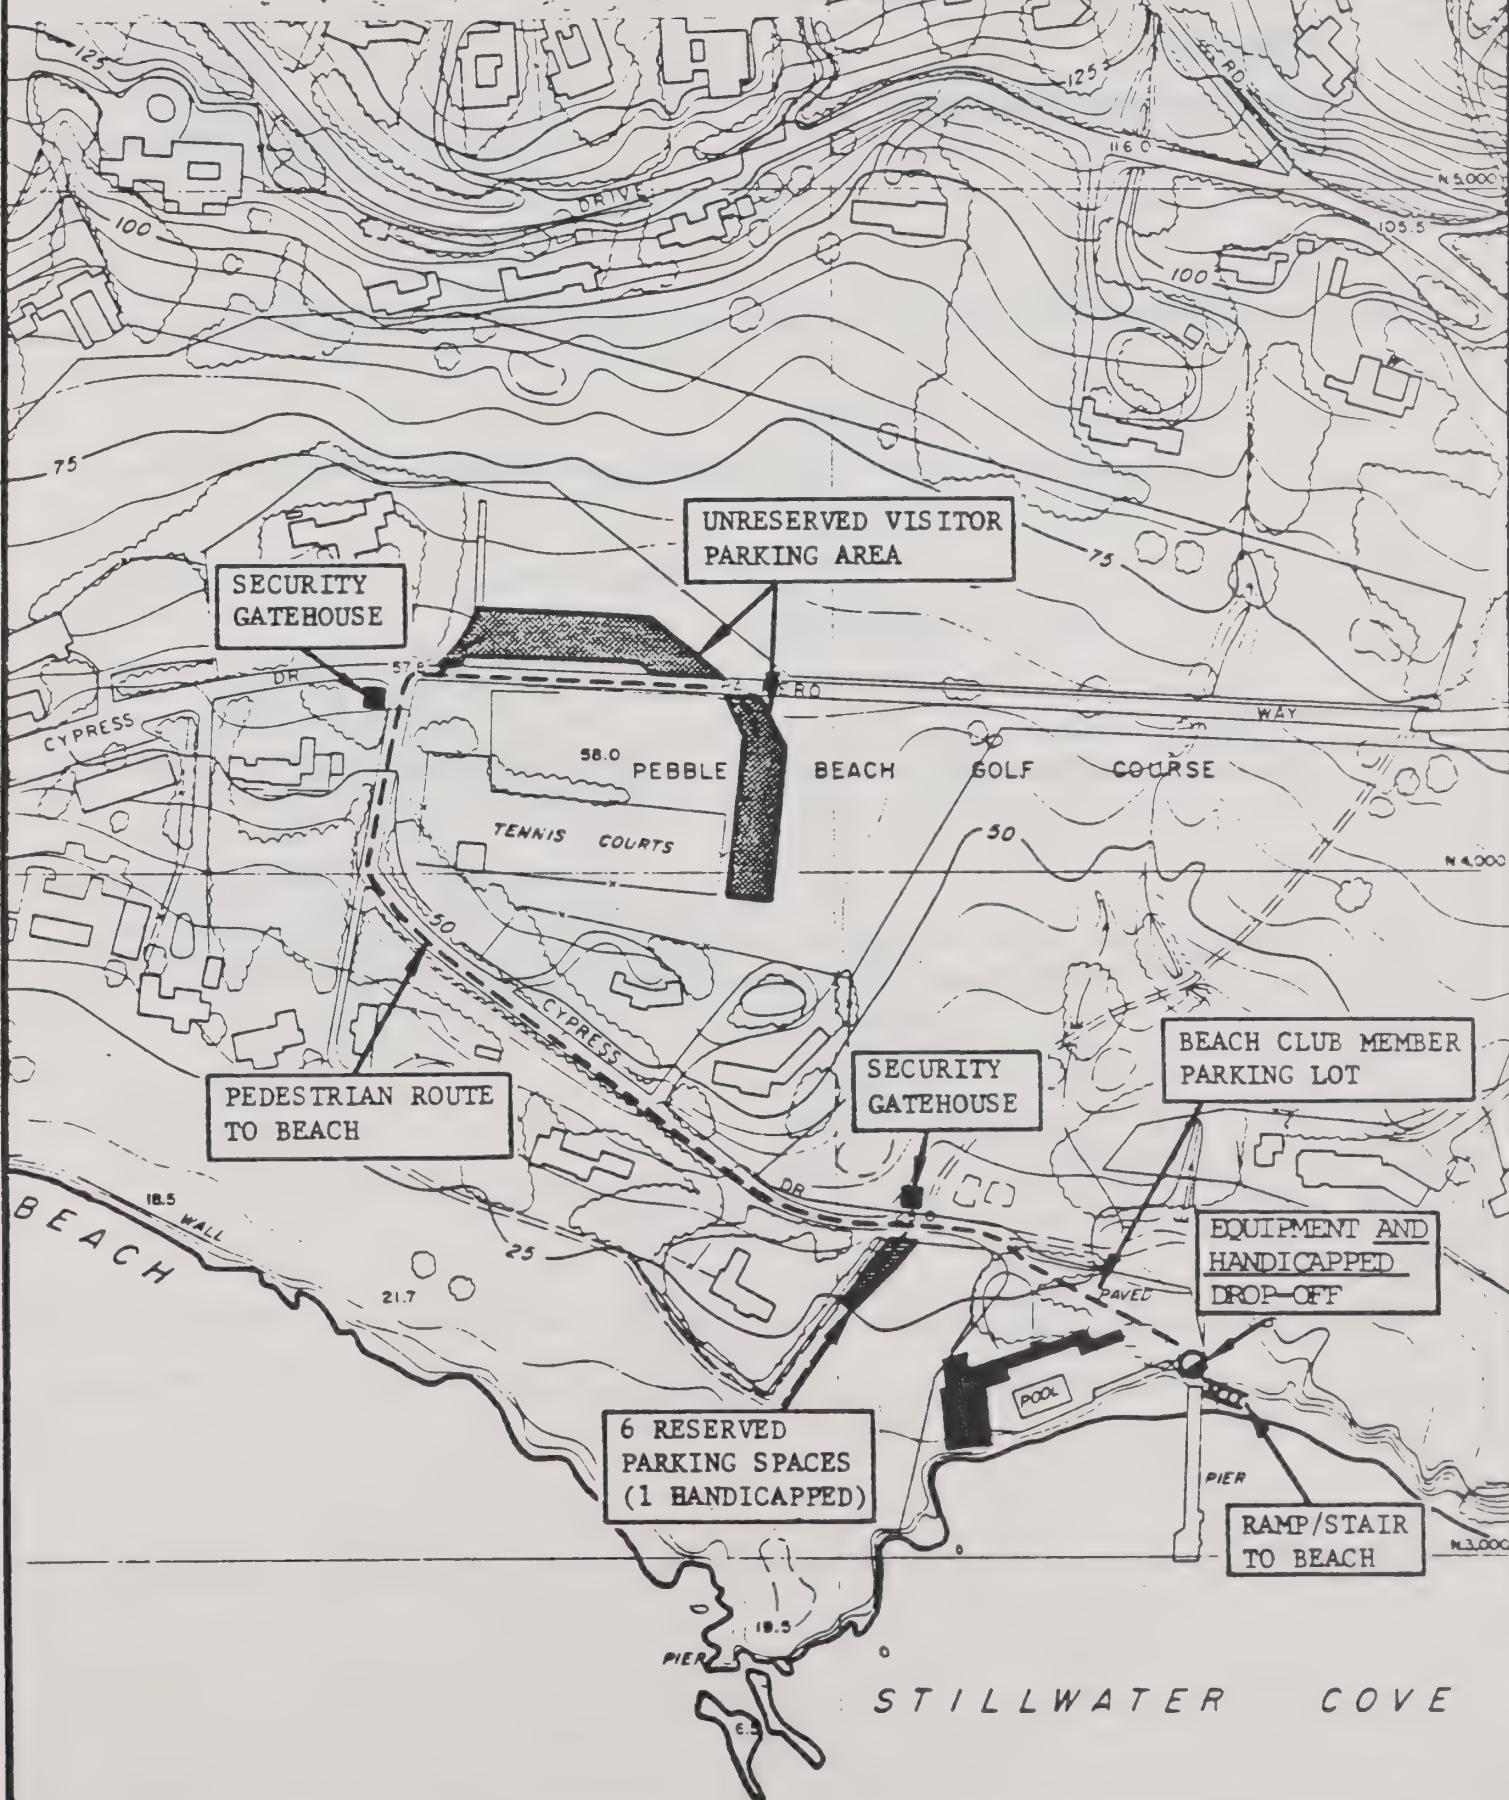 125
RD
125
116.0
N 5,000
DRIVE
100
105.5
100
75
UNRESERVED VISITOR
PARKING AREA
75
SECURITY
GATEHOUSE
DR
RD
WAY
CYPRESS
58.0
PEBBLE BEACH GOLF COURSE
TENNIS COURTS
50
N 4,000
50
CYPRESS
BEACH CLUB MEMBER
PARKING LOT
SECURITY
GATEHOUSE
PEDESTRIAN ROUTE
TO BEACH
DR
18.5
WALL
BEACH
25
21.7
EQUIPMENT AND
HANDICAPPED
DROP-OFF
PAVED
POOL
6 RESERVED
PARKING SPACES
(1 HANDICAPPED)
PIER
RAMP/STAIR
TO BEACH
N 3,000
19.5
PIER
STILLWATER COVE
6.5